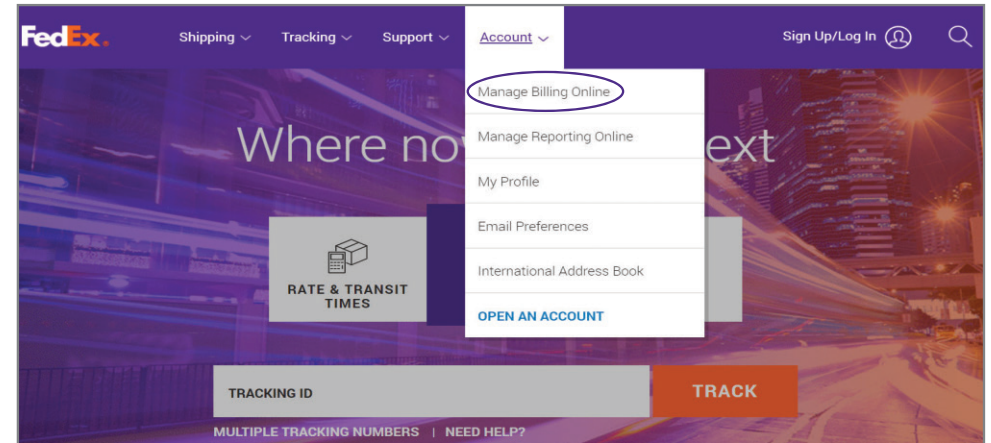 FedEx.
Shipping
Tracking
Support
Account
Sign Up/Log In
Manage Billing Online
Manage Reporting Online
My Profile
Email Preferences
International Address Book
OPEN AN ACCOUNT
Where no
ext
RATE & TRANSIT
TIMES
TRACKING ID
TRACK
MULTIPLE TRACKING NUMBERS | NEED HELP?